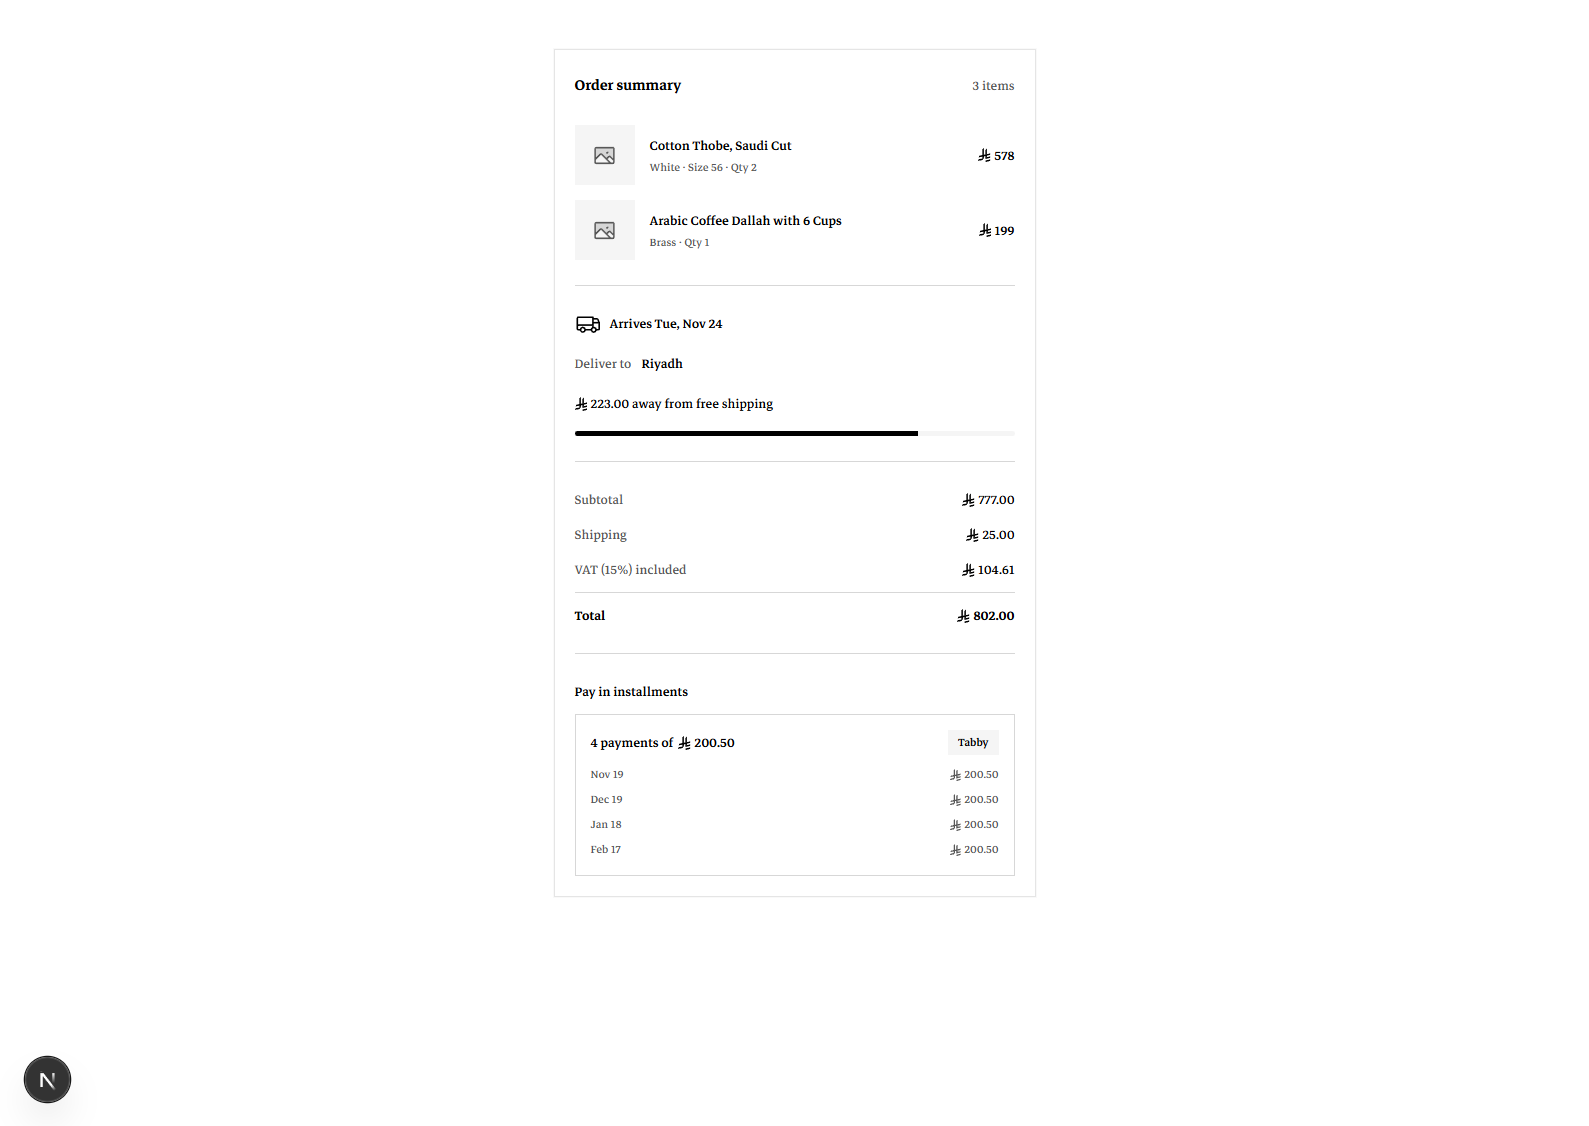 Order summary
3 items
Cotton Thobe, Saudi Cut
White · Size 56 · Qty 2
⃁ 578
Arabic Coffee Dallah with 6 Cups
Brass · Qty 1
⃁ 199
Arrives Tue, Nov 24
Deliver to Riyadh
⃁ 223.00 away from free shipping
Subtotal ⃁ 777.00
Shipping ⃁ 25.00
VAT (15%) included ⃁ 104.61
Total ⃁ 802.00
Pay in installments
4 payments of ⃁ 200.50
Tabby
Nov 19 ⃁ 200.50
Dec 19 ⃁ 200.50
Jan 18 ⃁ 200.50
Feb 17 ⃁ 200.50
N